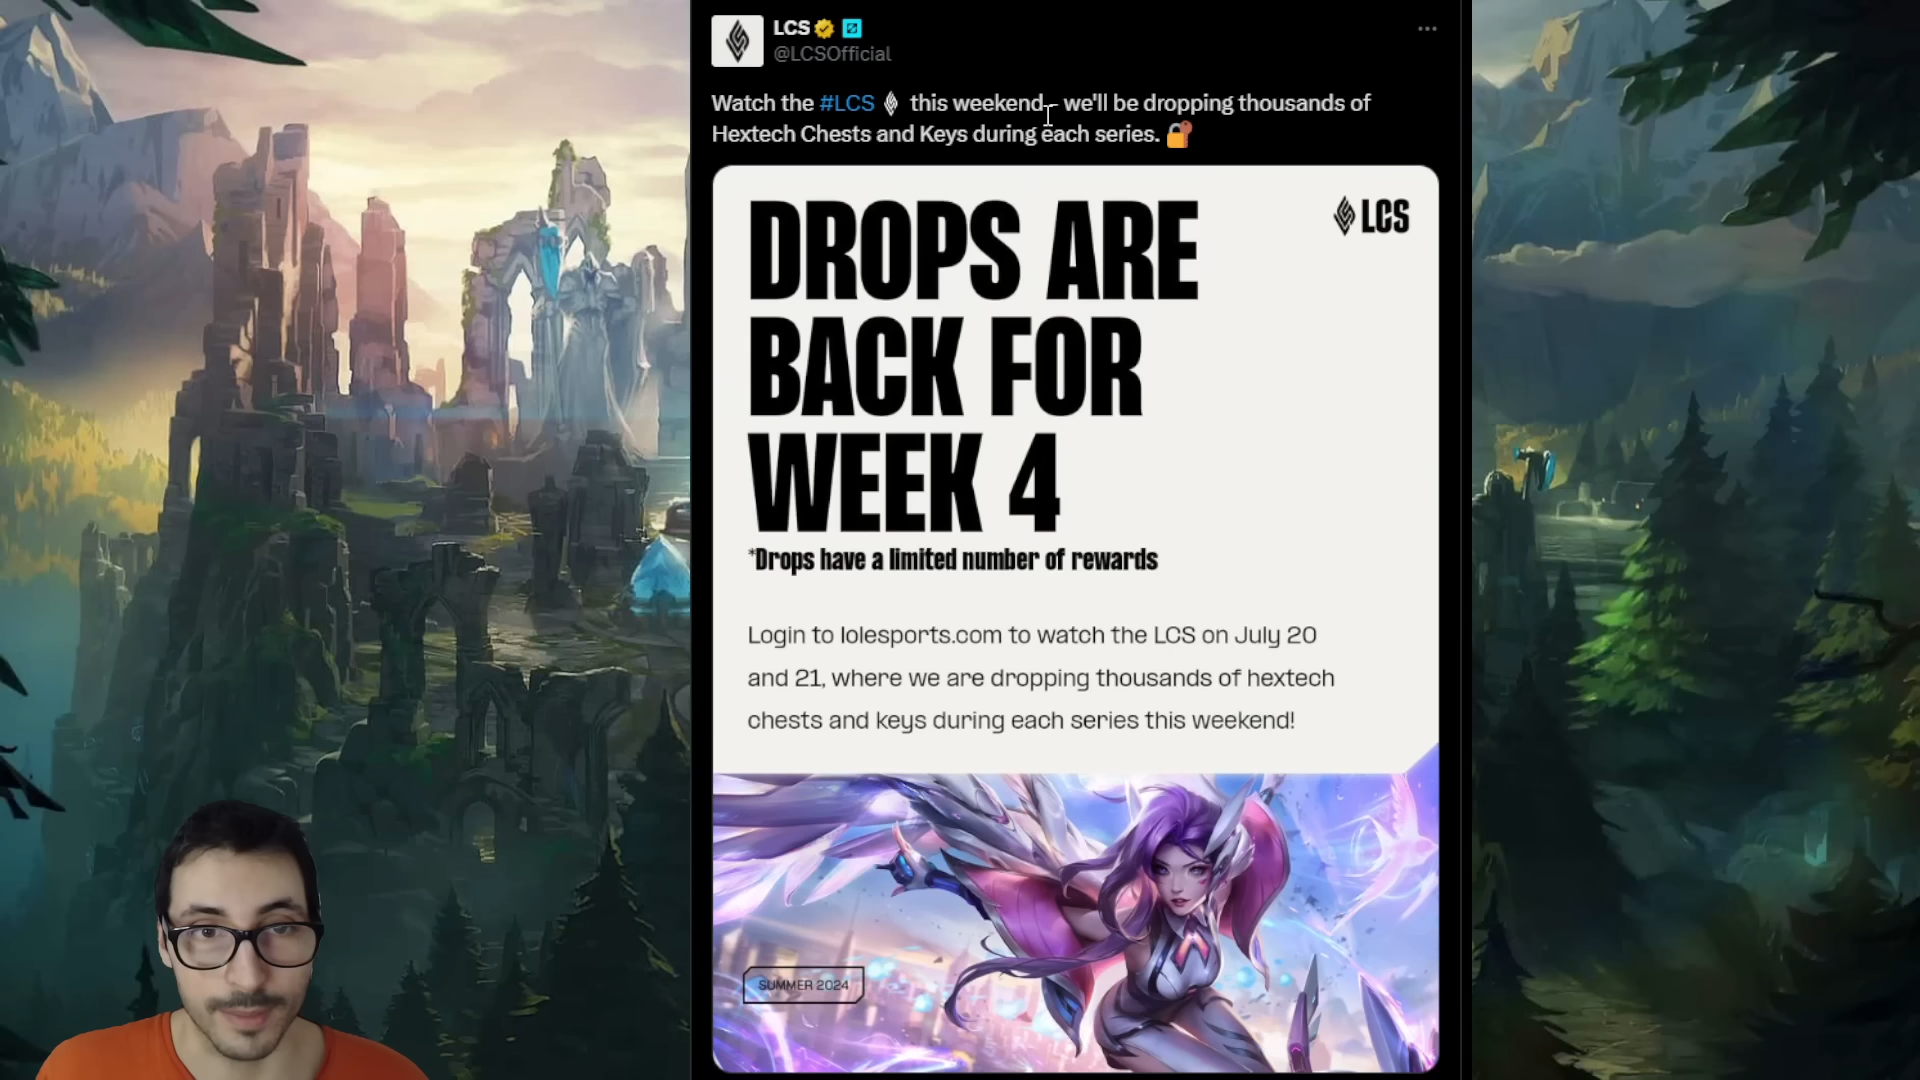 LCS
@LCSOfficial
Watch the #LCS this weekend - we'll be dropping thousands of
Hextech Chests and Keys during each series.
LCS
DROPS ARE
BACK FOR
WEEK 4
*Drops have a limited number of rewards
Login to lolesports.com to watch the LCS on July 20
and 21, where we are dropping thousands of hextech
chests and keys during each series this weekend!
SUMMER 2024